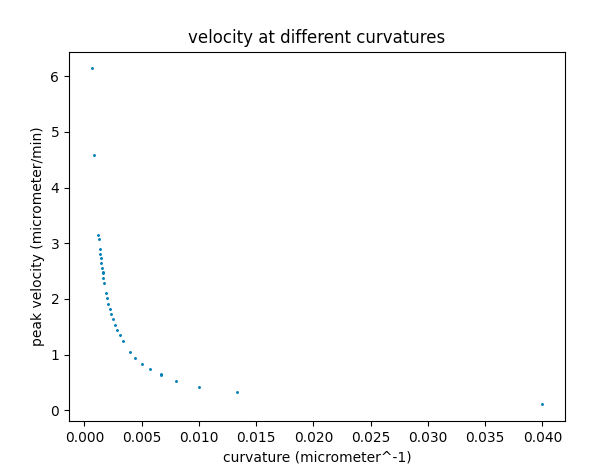 velocity at different curvatures
peak velocity (micrometer/min)
6
5
4
3
2
1
0
0.000 0.005 0.010 0.015 0.020 0.025 0.030 0.035 0.040
curvature (micrometer^-1)